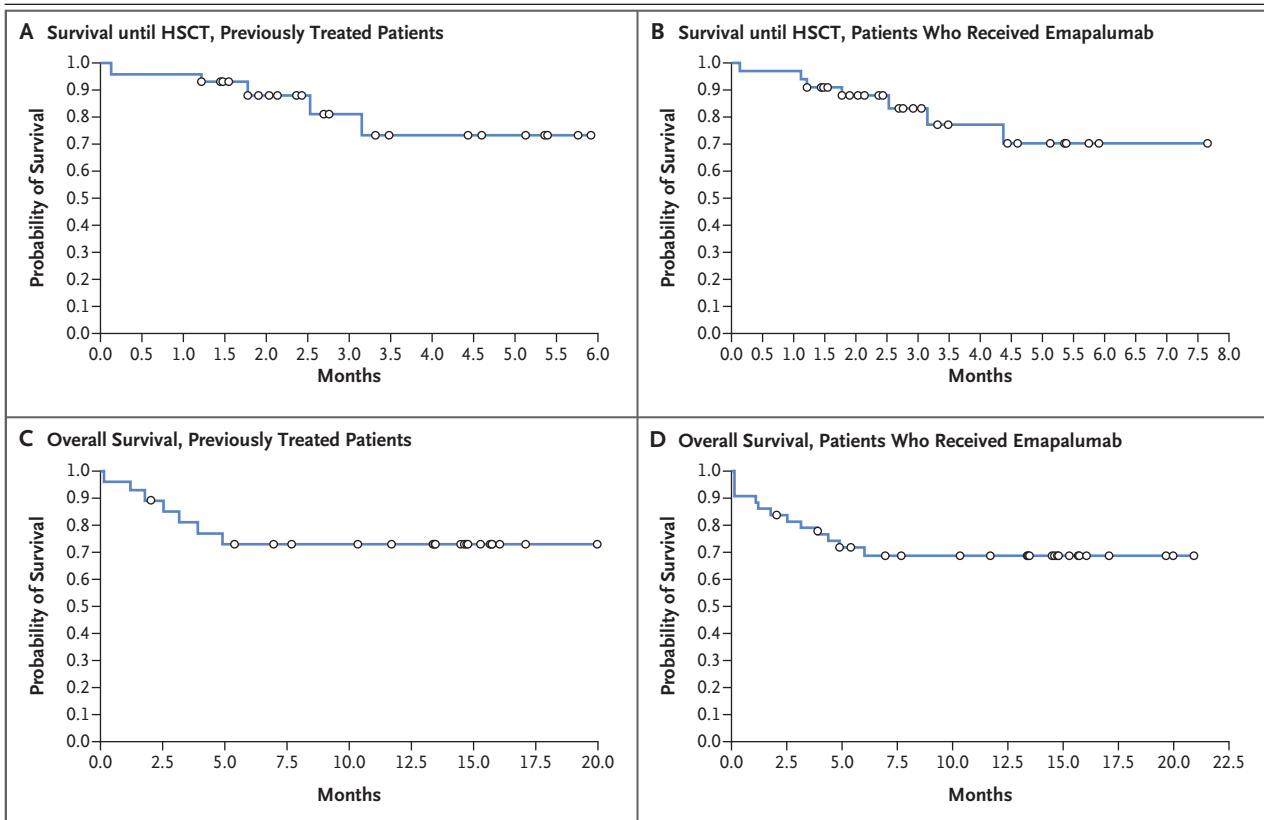 A Survival until HSCT, Previously Treated Patients
Probability of Survival
1.0
0.9
0.8
0.7
0.6
0.5
0.4
0.3
0.2
0.1
0.0
0.0 0.5 1.0 1.5 2.0 2.5 3.0 3.5 4.0 4.5 5.0 5.5 6.0
Months
B Survival until HSCT, Patients Who Received Emapalumab
Probability of Survival
1.0
0.9
0.8
0.7
0.6
0.5
0.4
0.3
0.2
0.1
0.0
0.0 0.5 1.0 1.5 2.0 2.5 3.0 3.5 4.0 4.5 5.0 5.5 6.0 6.5 7.0 7.5 8.0
Months
C Overall Survival, Previously Treated Patients
Probability of Survival
1.0
0.9
0.8
0.7
0.6
0.5
0.4
0.3
0.2
0.1
0.0
0.0 2.5 5.0 7.5 10.0 12.5 15.0 17.5 20.0
Months
D Overall Survival, Patients Who Received Emapalumab
Probability of Survival
1.0
0.9
0.8
0.7
0.6
0.5
0.4
0.3
0.2
0.1
0.0
0.0 2.5 5.0 7.5 10.0 12.5 15.0 17.5 20.0 22.5
Months